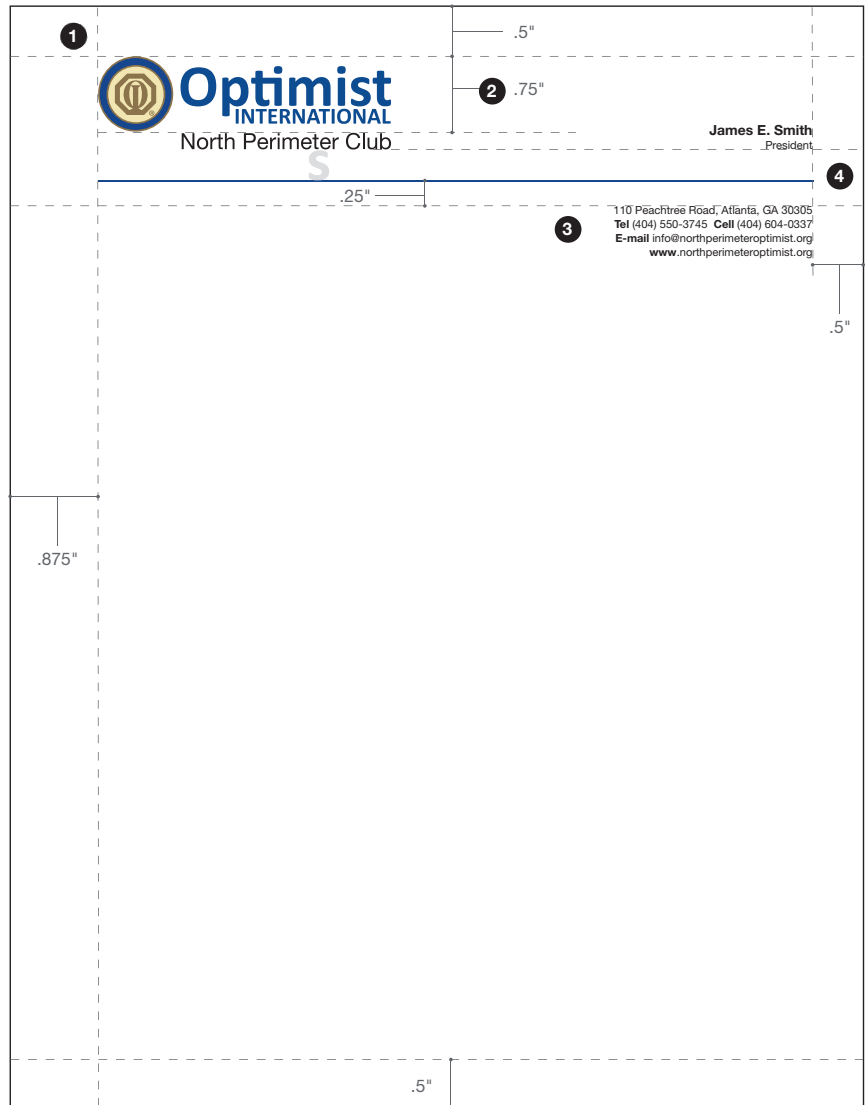 1
.5"
2 .75"
Optimist
INTERNATIONAL
North Perimeter Club
S
James E. Smith
President
4
.25"
3
110 Peachtree Road, Atlanta, GA 30305
Tel (404) 550-3745 Cell (404) 604-0337
E-mail info@northperimeteroptimist.org
www.northperimeteroptimist.org
.5"
.875"
.5"